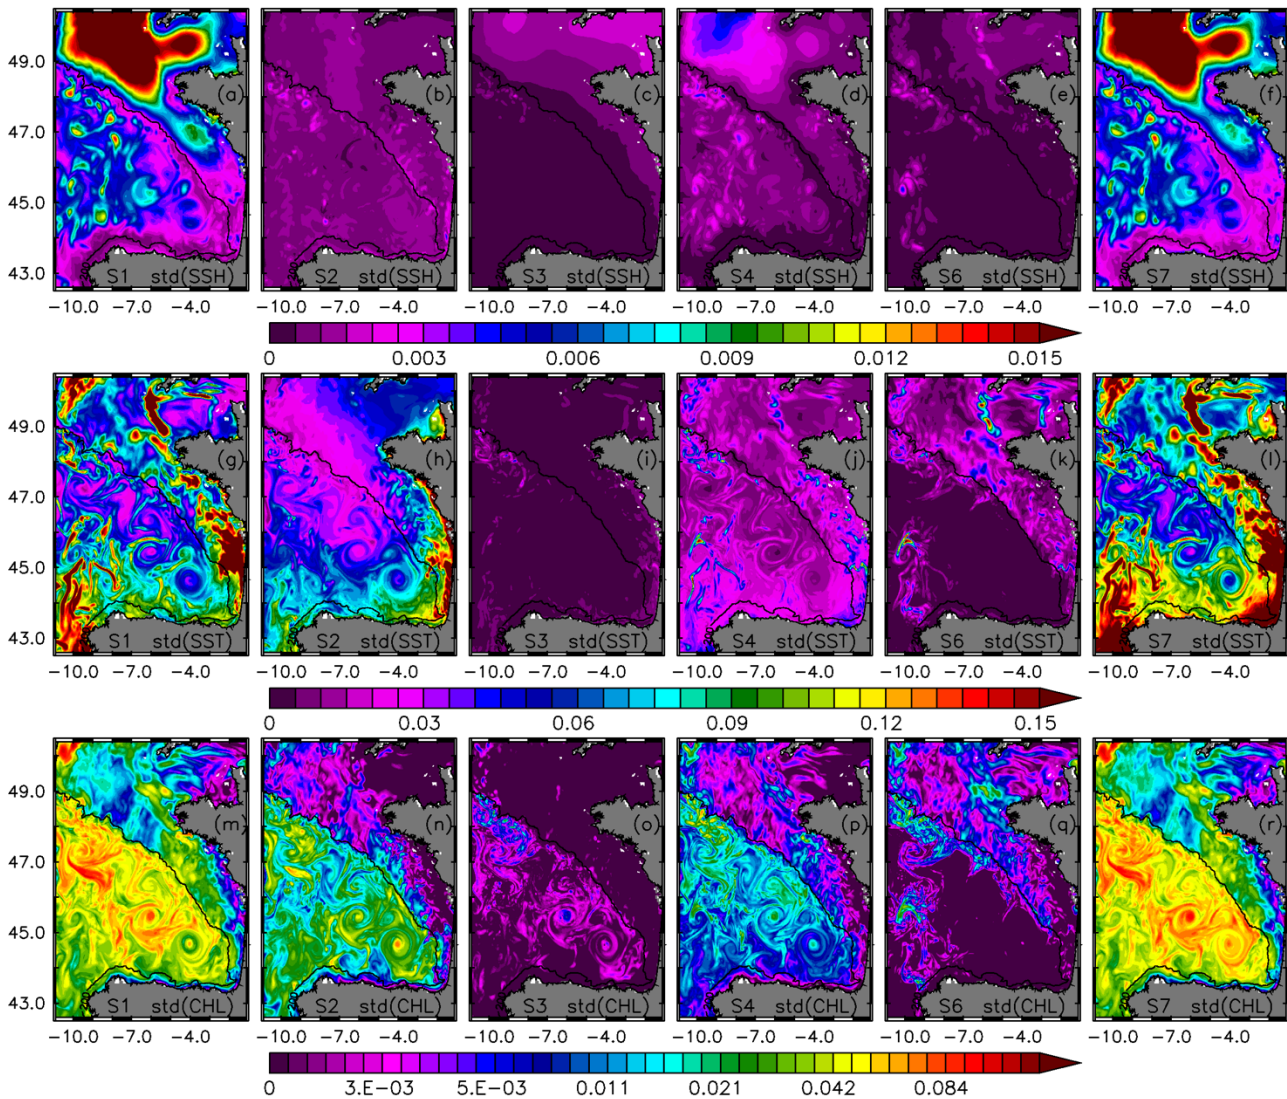 (a) (b) (c) (d) (e) (f)
49.0
47.0
45.0
43.0
S1 std(SSH) S2 std(SSH) S3 std(SSH) S4 std(SSH) S6 std(SSH) S7 std(SSH)
−10.0 −7.0 −4.0 −10.0 −7.0 −4.0 −10.0 −7.0 −4.0 −10.0 −7.0 −4.0 −10.0 −7.0 −4.0 −10.0 −7.0 −4.0
0 0.003 0.006 0.009 0.012 0.015
49.0
(g) (h) (i) (j) (k) (l)
47.0
45.0
43.0
S1 std(SST) S2 std(SST) S3 std(SST) S4 std(SST) S6 std(SST) S7 std(SST)
−10.0 −7.0 −4.0 −10.0 −7.0 −4.0 −10.0 −7.0 −4.0 −10.0 −7.0 −4.0 −10.0 −7.0 −4.0 −10.0 −7.0 −4.0
0 0.03 0.06 0.09 0.12 0.15
49.0
(m) (n) (o) (p) (q) (r)
47.0
45.0
43.0
S1 std(CHL) S2 std(CHL) S3 std(CHL) S4 std(CHL) S6 std(CHL) S7 std(CHL)
−10.0 −7.0 −4.0 −10.0 −7.0 −4.0 −10.0 −7.0 −4.0 −10.0 −7.0 −4.0 −10.0 −7.0 −4.0 −10.0 −7.0 −4.0
0 3.E−03 5.E−03 0.011 0.021 0.042 0.084